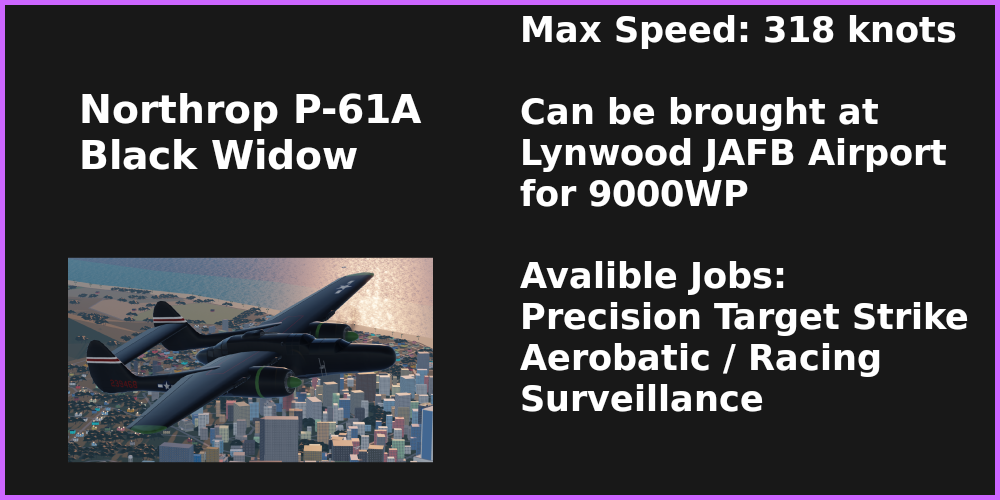 Northrop P-61A
Black Widow
Max Speed: 318 knots
Can be brought at
Lynwood JAFB Airport
for 9000WP
Avalible Jobs:
Precision Target Strike
Aerobatic / Racing
Surveillance